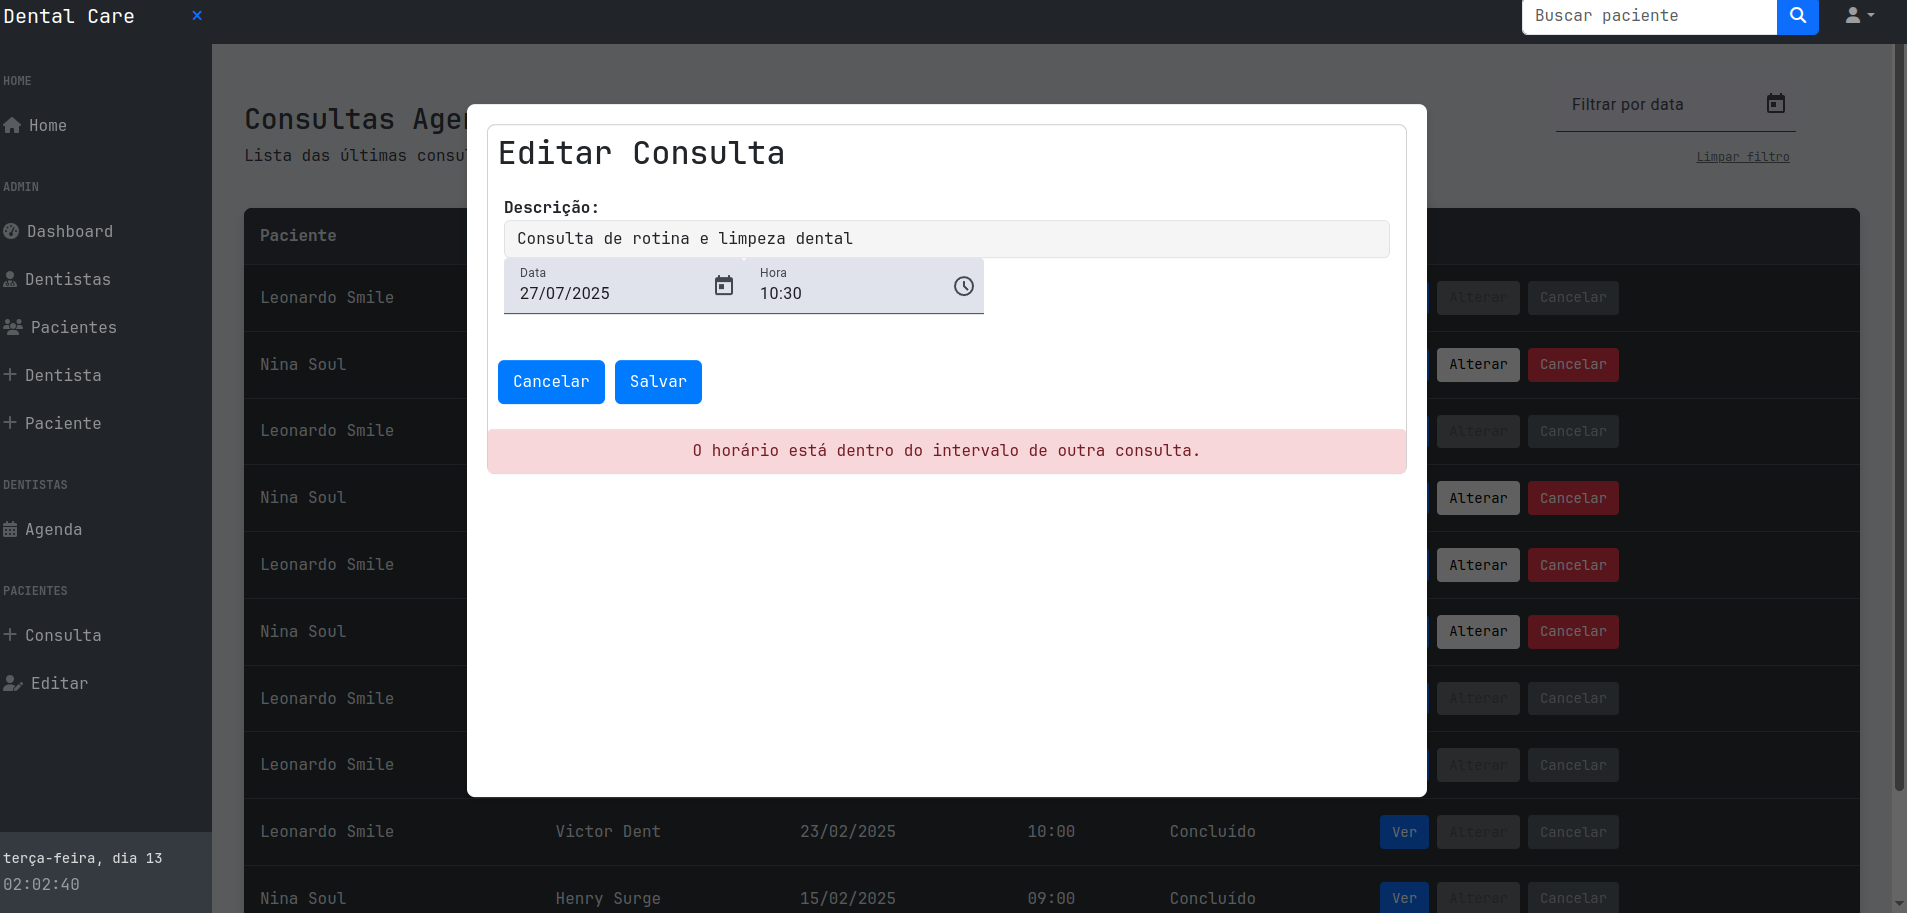 Dental Care
×
Buscar paciente
HOME
Home
ADMIN
Dashboard
Dentistas
Pacientes
Dentista
Paciente
DENTISTAS
Agenda
PACIENTES
Consulta
Editar
terça-feira, dia 13
02:02:40
Consultas Age
Lista das últimas consu
Filtrar por data
Limpar filtro
Editar Consulta
Descrição:
Consulta de rotina e limpeza dental
Data Hora
27/07/2025 10:30
Cancelar Salvar
O horário está dentro do intervalo de outra consulta.
Paciente
Leonardo Smile Alterar Cancelar
Nina Soul Alterar Cancelar
Leonardo Smile Alterar Cancelar
Nina Soul Alterar Cancelar
Leonardo Smile Alterar Cancelar
Nina Soul Alterar Cancelar
Leonardo Smile Alterar Cancelar
Leonardo Smile Alterar Cancelar
Leonardo Smile Victor Dent 23/02/2025 10:00 Concluído Ver Alterar Cancelar
Nina Soul Henry Surge 15/02/2025 09:00 Concluído Ver Alterar Cancelar